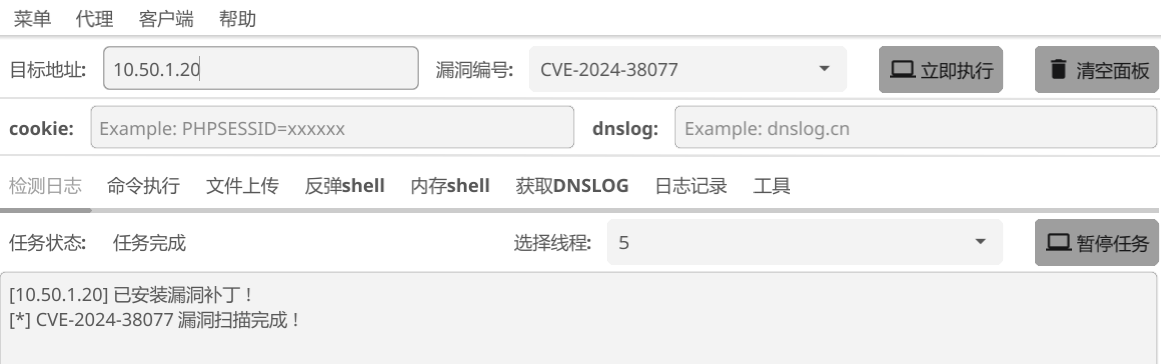 菜单 代理 客户端 帮助
目标地址: 10.50.1.20 漏洞编号: CVE-2024-38077 立即执行 清空面板
cookie: Example: PHPSESSID=xxxxxx dnslog: Example: dnslog.cn
检测日志 命令执行 文件上传 反弹shell 内存shell 获取DNSLOG 日志记录 工具
任务状态: 任务完成 选择线程: 5 暂停任务
[10.50.1.20] 已安装漏洞补丁！
[*] CVE-2024-38077 漏洞扫描完成！